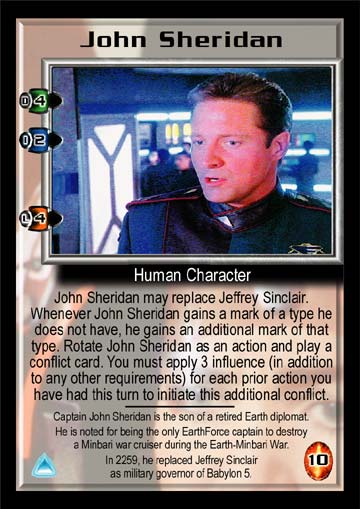 John Sheridan
D 4
I 2
L 4
Human Character
John Sheridan may replace Jeffrey Sinclair.
Whenever John Sheridan gains a mark of a type he
does not have, he gains an additional mark of that
type. Rotate John Sheridan as an action and play a
conflict card. You must apply 3 influence (in addition
to any other requirements) for each prior action you
have had this turn to initiate this additional conflict.
Captain John Sheridan is the son of a retired Earth diplomat.
He is noted for being the only EarthForce captain to destroy
a Minbari war cruiser during the Earth-Minbari War.
In 2259, he replaced Jeffrey Sinclair
as military governor of Babylon 5.
10